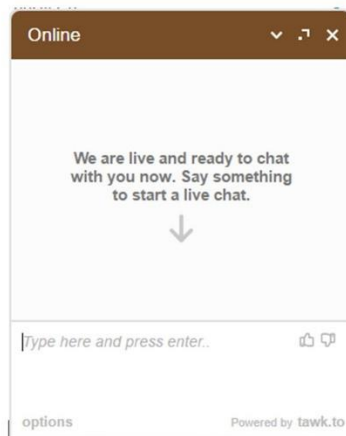 Online
We are live and ready to chat
with you now. Say something
to start a live chat.
Type here and press enter..
options
Powered by tawk.to